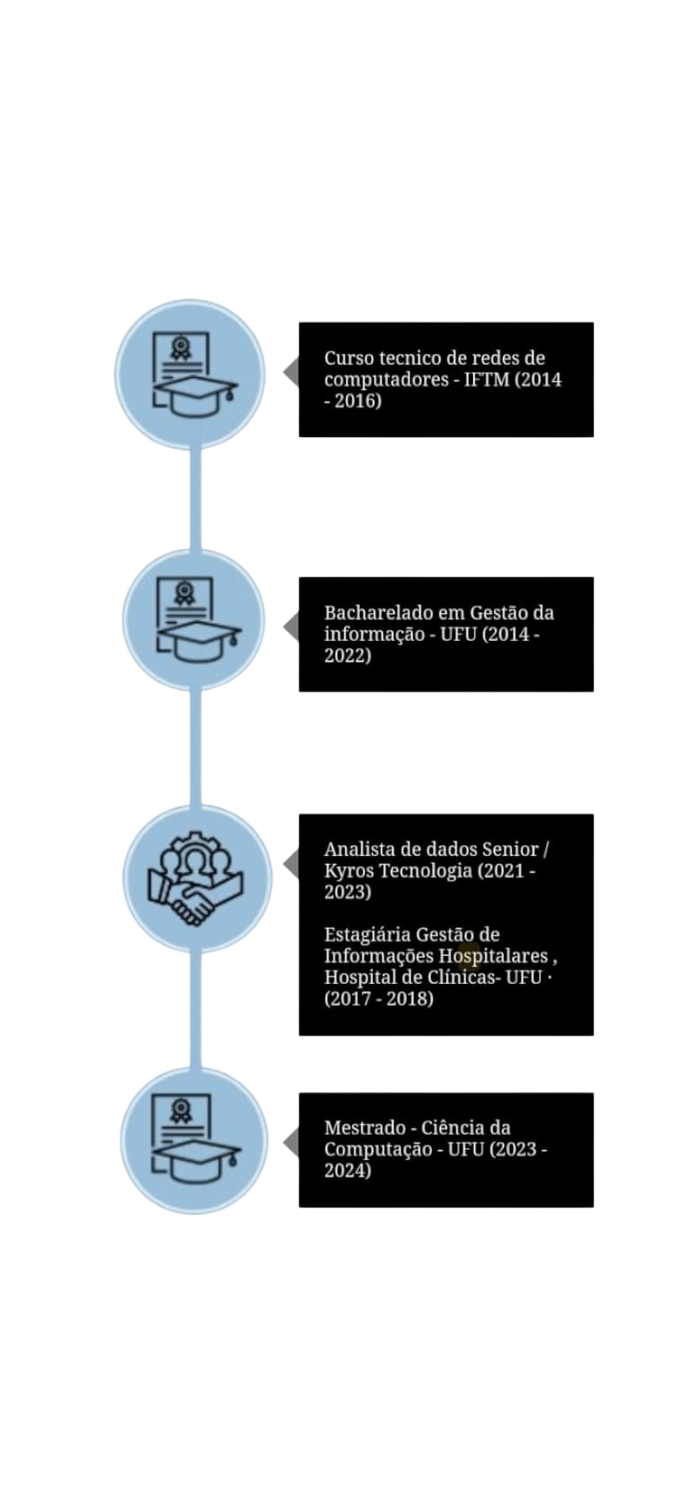 Curso tecnico de redes de
computadores - IFTM (2014
- 2016)
Bacharelado em Gestão da
informação - UFU (2014 -
2022)
Analista de dados Senior /
Kyros Tecnologia (2021 -
2023)
Estagiária Gestão de
Informações Hospitalares ,
Hospital de Clínicas- UFU ·
(2017 - 2018)
Mestrado - Ciência da
Computação - UFU (2023 -
2024)